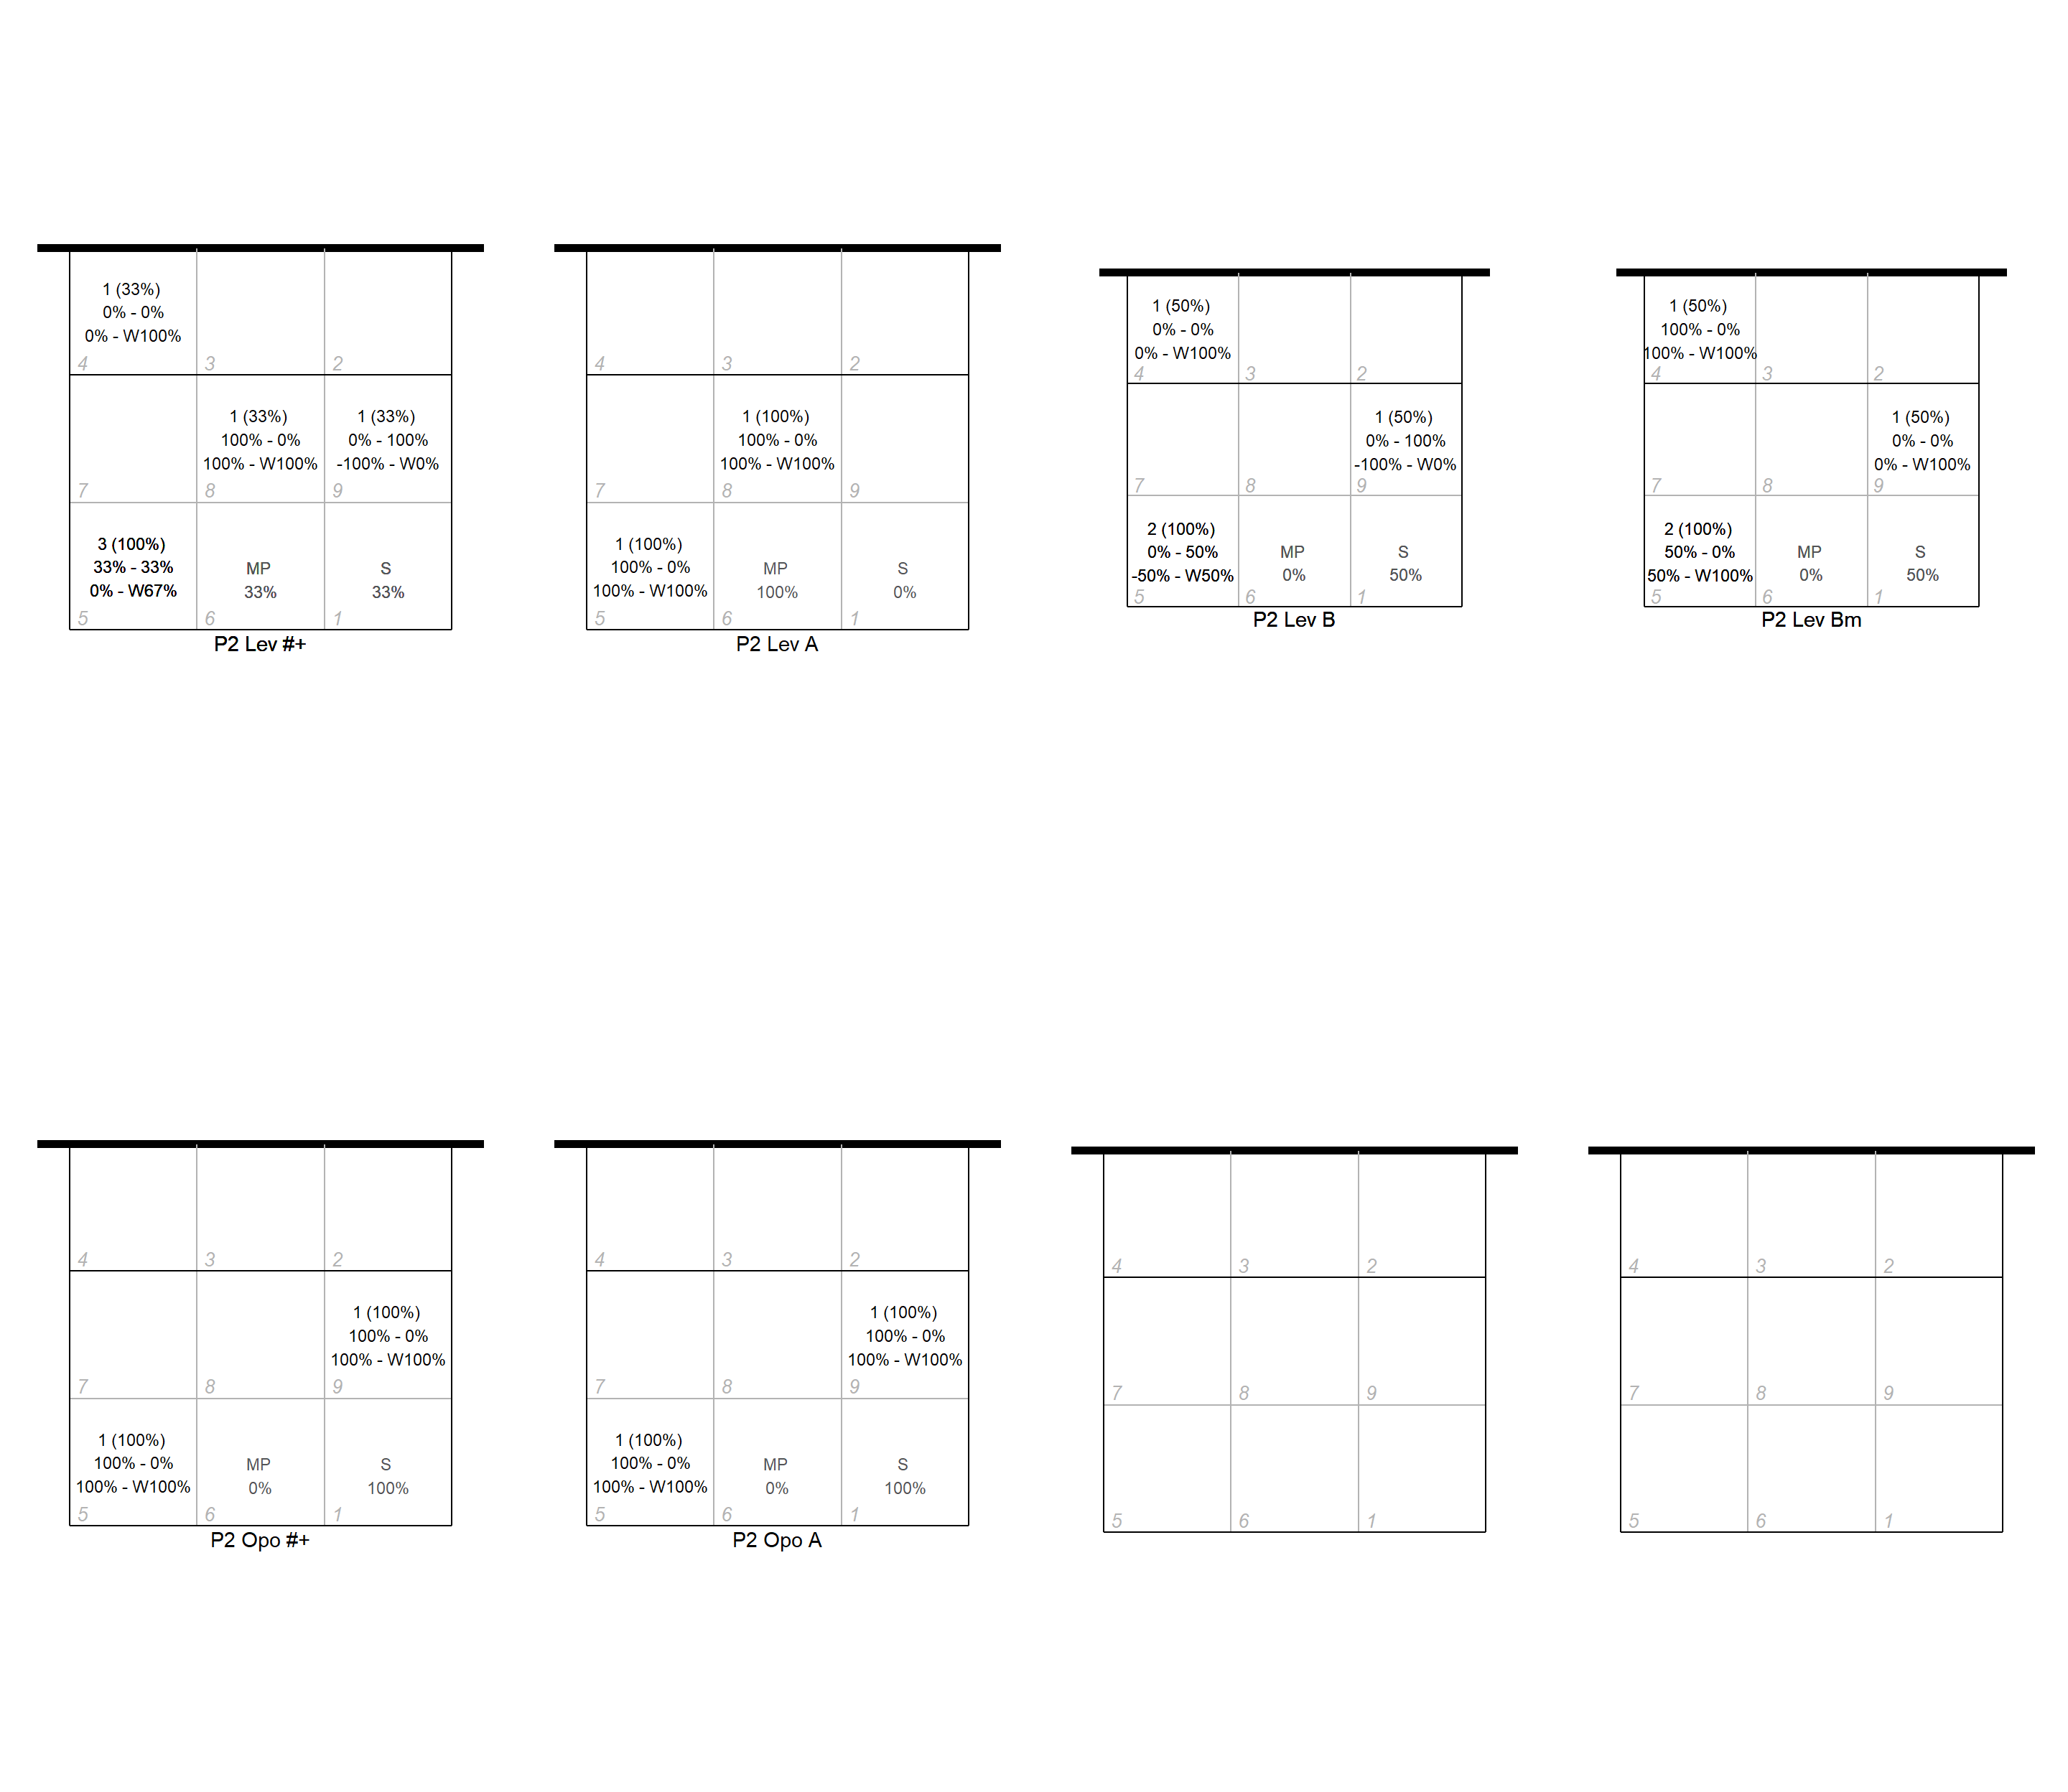 1 (33%)
0% - 0%
0% - W100%
4
3
2
1 (33%)
100% - 0%
100% - W100%
1 (33%)
0% - 100%
-100% - W0%
7
8
9
3 (100%)
33% - 33%
0% - W67%
MP
33%
S
33%
5
6
1
P2 Lev #+
4
3
2
1 (100%)
100% - 0%
100% - W100%
7
8
9
1 (100%)
100% - 0%
100% - W100%
MP
100%
S
0%
5
6
1
P2 Lev A
1 (50%)
0% - 0%
0% - W100%
4
3
2
1 (50%)
0% - 100%
-100% - W0%
7
8
9
2 (100%)
0% - 50%
-50% - W50%
MP
0%
S
50%
5
6
1
P2 Lev B
1 (50%)
100% - 0%
100% - W100%
4
3
2
1 (50%)
0% - 0%
0% - W100%
7
8
9
2 (100%)
50% - 0%
50% - W100%
MP
0%
S
50%
5
6
1
P2 Lev Bm
4
3
2
1 (100%)
100% - 0%
100% - W100%
7
8
9
1 (100%)
100% - 0%
100% - W100%
MP
0%
S
100%
5
6
1
P2 Opo #+
4
3
2
1 (100%)
100% - 0%
100% - W100%
7
8
9
1 (100%)
100% - 0%
100% - W100%
MP
0%
S
100%
5
6
1
P2 Opo A
4
3
2
7
8
9
5
6
1
4
3
2
7
8
9
5
6
1